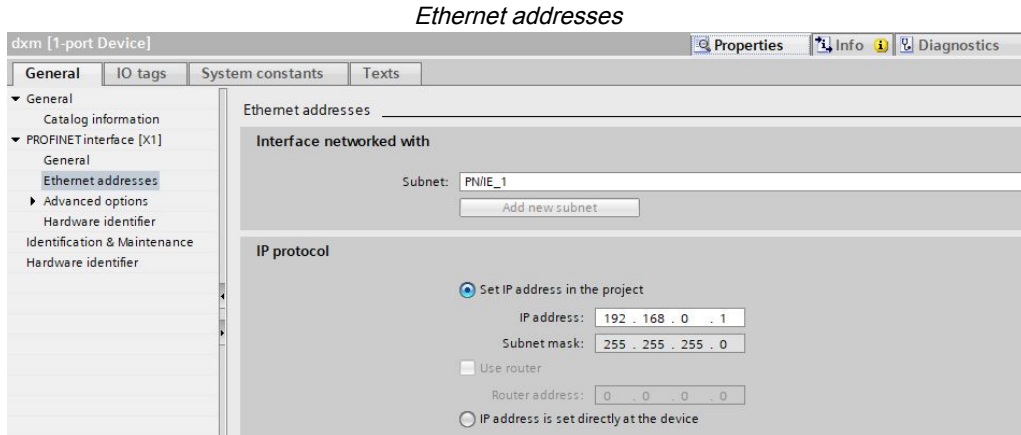 Ethernet addresses
dxm [1-port Device]
Properties
Info
Diagnostics
General
IO tags
System constants
Texts
General
Catalog information
PROFINET interface [X1]
General
Ethernet addresses
Advanced options
Hardware identifier
Identification & Maintenance
Hardware identifier
Ethernet addresses
Interface networked with
Subnet: PN/IE_1
Add new subnet
IP protocol
Set IP address in the project
IP address: 192 . 168 . 0 . 1
Subnet mask: 255 . 255 . 255 . 0
Use router
Router address: 0 . 0 . 0 . 0
IP address is set directly at the device